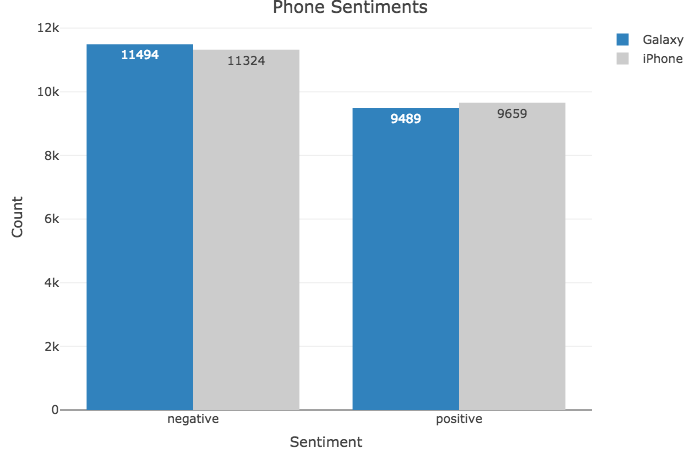 Phone Sentiments
Galaxy
iPhone
12k
10k
8k
6k
4k
2k
0
Count
11494
11324
9489
9659
negative
positive
Sentiment